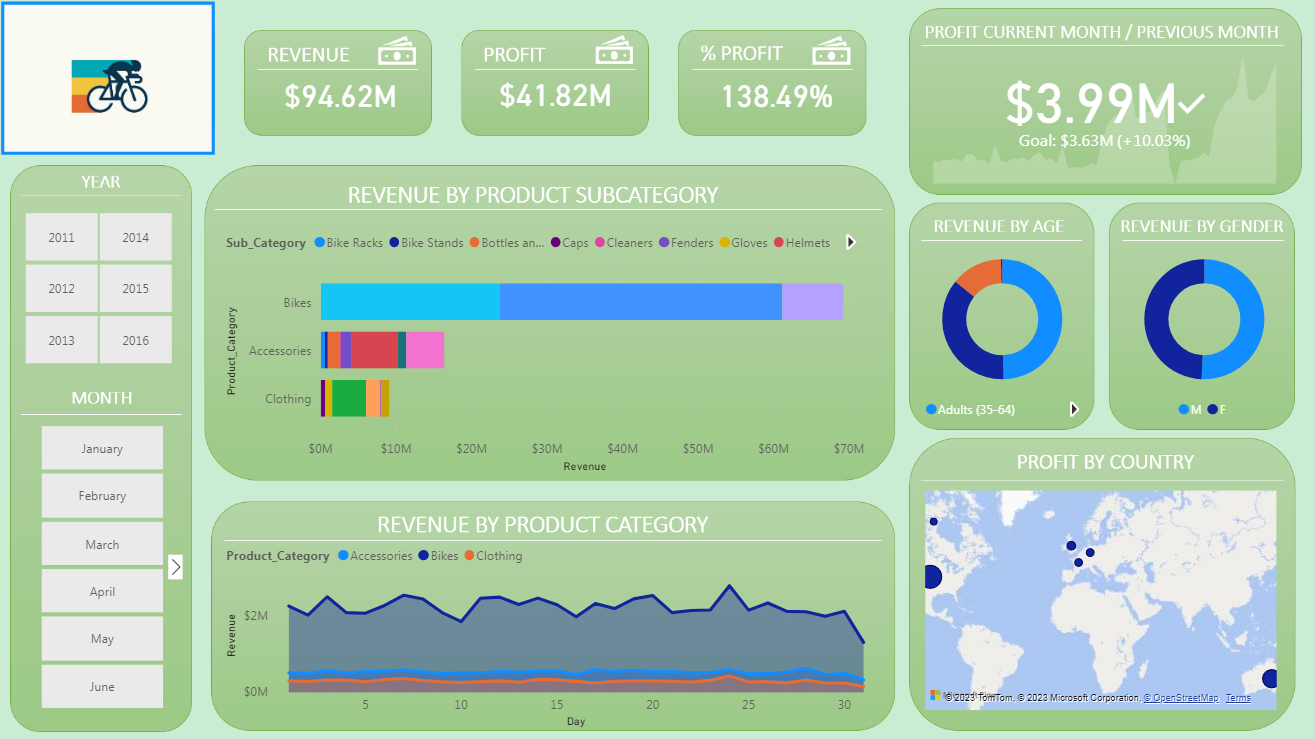 REVENUE
$94.62M
PROFIT
$41.82M
% PROFIT
138.49%
PROFIT CURRENT MONTH / PREVIOUS MONTH
$3.99M
Goal: $3.63M (+10.03%)
YEAR
2011 2014
2012 2015
2013 2016
MONTH
January
February
March
April
May
June
REVENUE BY PRODUCT SUBCATEGORY
Sub_Category Bike Racks Bike Stands Bottles an... Caps Cleaners Fenders Gloves Helmets
Product_Category
Bikes
Accessories
Clothing
$0M $10M $20M $30M $40M $50M $60M $70M
Revenue
REVENUE BY PRODUCT CATEGORY
Product_Category Accessories Bikes Clothing
Revenue
$2M
$0M
5 10 15 20 25 30
Day
REVENUE BY AGE
Adults (35-64)
REVENUE BY GENDER
M F
PROFIT BY COUNTRY
© 2023 TomTom, © 2023 Microsoft Corporation, © OpenStreetMap Terms